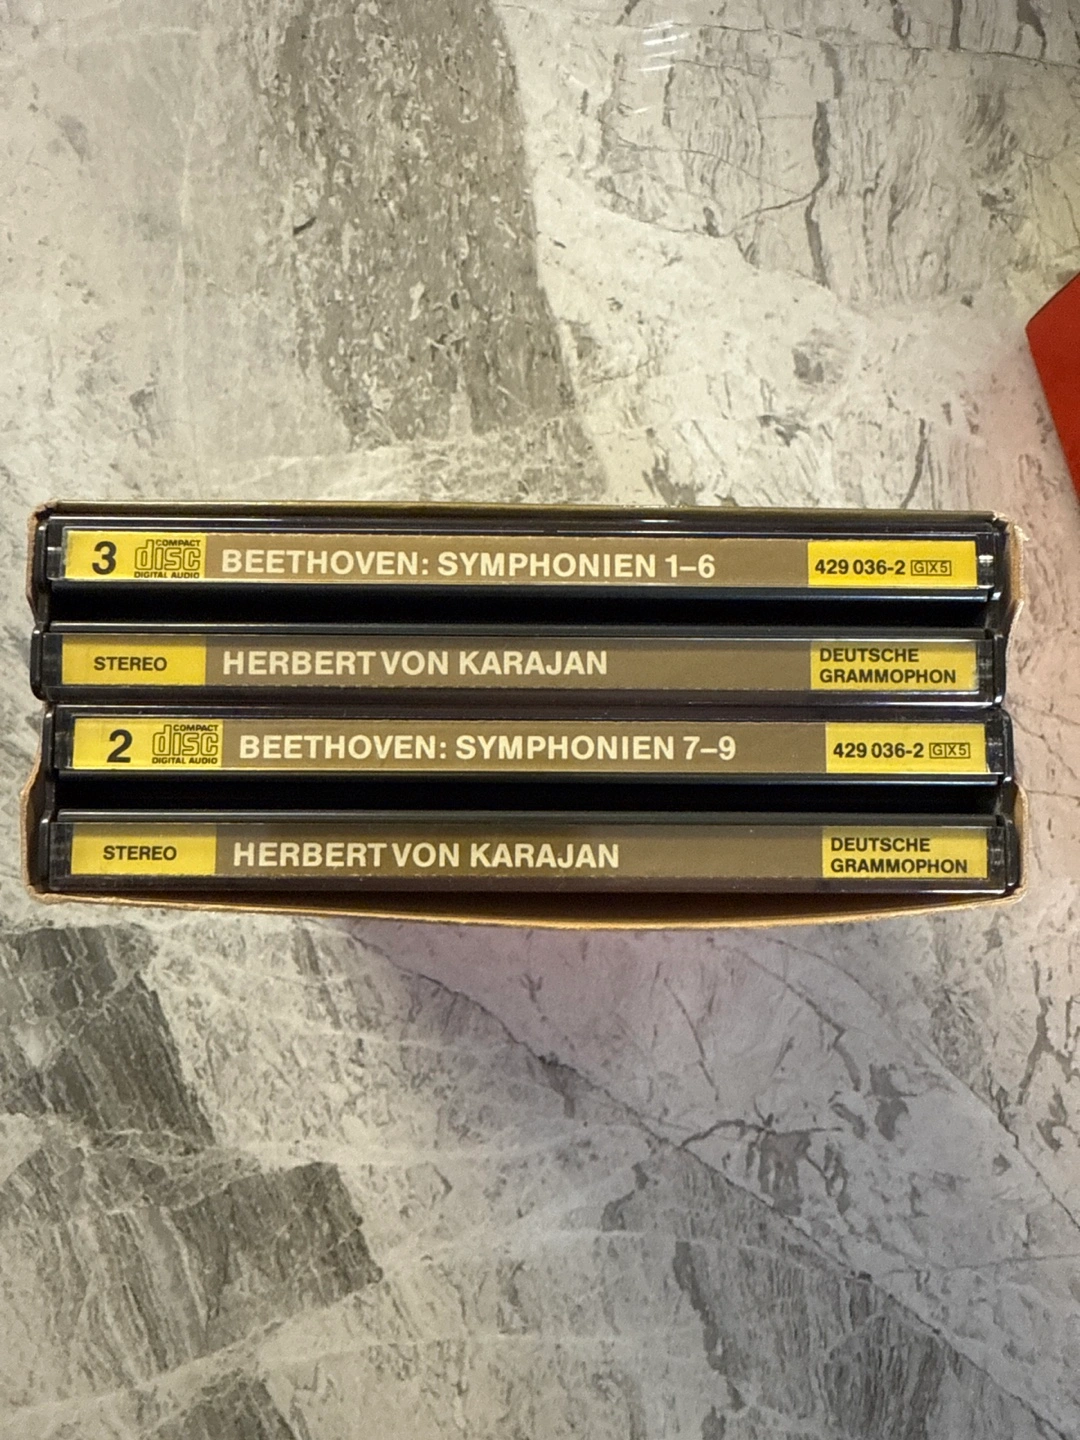 3 COMPACT disc DIGITAL AUDIO BEETHOVEN: SYMPHONIEN 1–6 429 036-2 GX5
STEREO HERBERT VON KARAJAN DEUTSCHE GRAMMOPHON
2 COMPACT disc DIGITAL AUDIO BEETHOVEN: SYMPHONIEN 7–9 429 036-2 GX5
STEREO HERBERT VON KARAJAN DEUTSCHE GRAMMOPHON